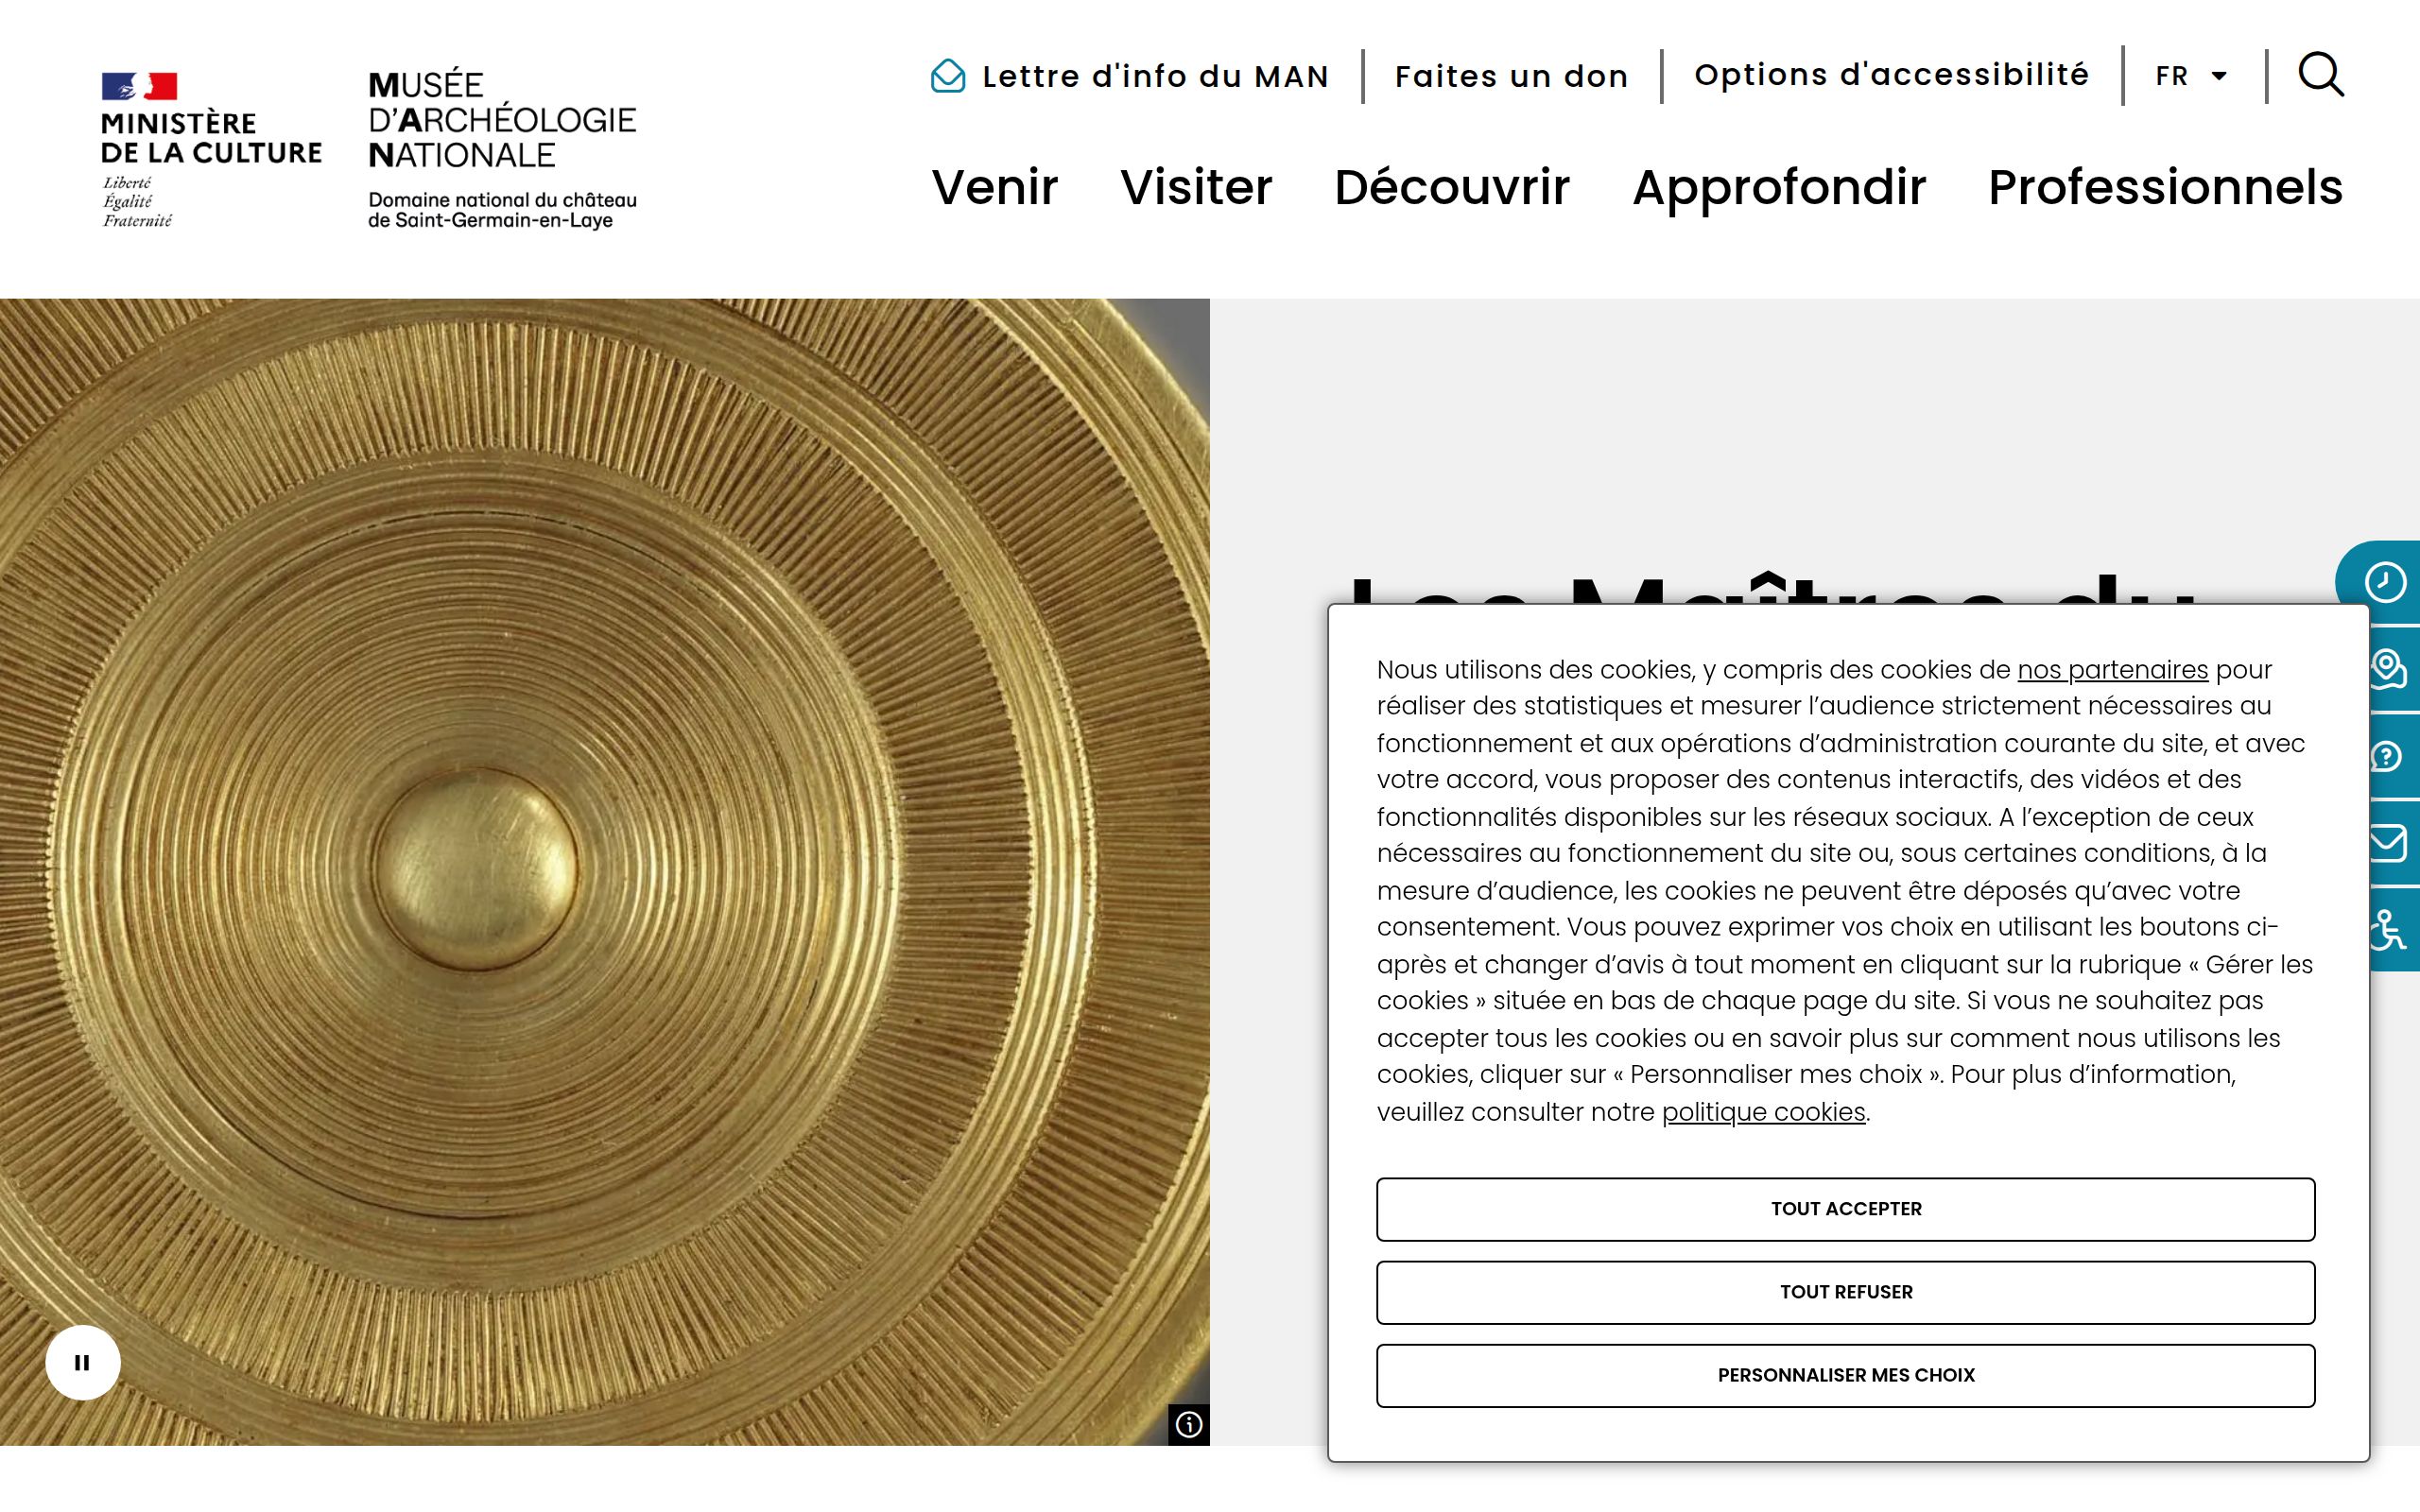 MINISTÈRE
DE LA CULTURE
Liberté
Égalité
Fraternité
MUSÉE
D’ARCHÉOLOGIE
NATIONALE
Domaine national du château
de Saint-Germain-en-Laye
Lettre d'info du MAN
Faites un don
Options d'accessibilité
FR
Venir
Visiter
Découvrir
Approfondir
Professionnels
Les Maîtres du
Nous utilisons des cookies, y compris des cookies de nos partenaires pour
réaliser des statistiques et mesurer l’audience strictement nécessaires au
fonctionnement et aux opérations d’administration courante du site, et avec
votre accord, vous proposer des contenus interactifs, des vidéos et des
fonctionnalités disponibles sur les réseaux sociaux. A l’exception de ceux
nécessaires au fonctionnement du site ou, sous certaines conditions, à la
mesure d’audience, les cookies ne peuvent être déposés qu’avec votre
consentement. Vous pouvez exprimer vos choix en utilisant les boutons ci-
après et changer d’avis à tout moment en cliquant sur la rubrique « Gérer les
cookies » située en bas de chaque page du site. Si vous ne souhaitez pas
accepter tous les cookies ou en savoir plus sur comment nous utilisons les
cookies, cliquer sur « Personnaliser mes choix ». Pour plus d’information,
veuillez consulter notre politique cookies.
TOUT ACCEPTER
TOUT REFUSER
PERSONNALISER MES CHOIX